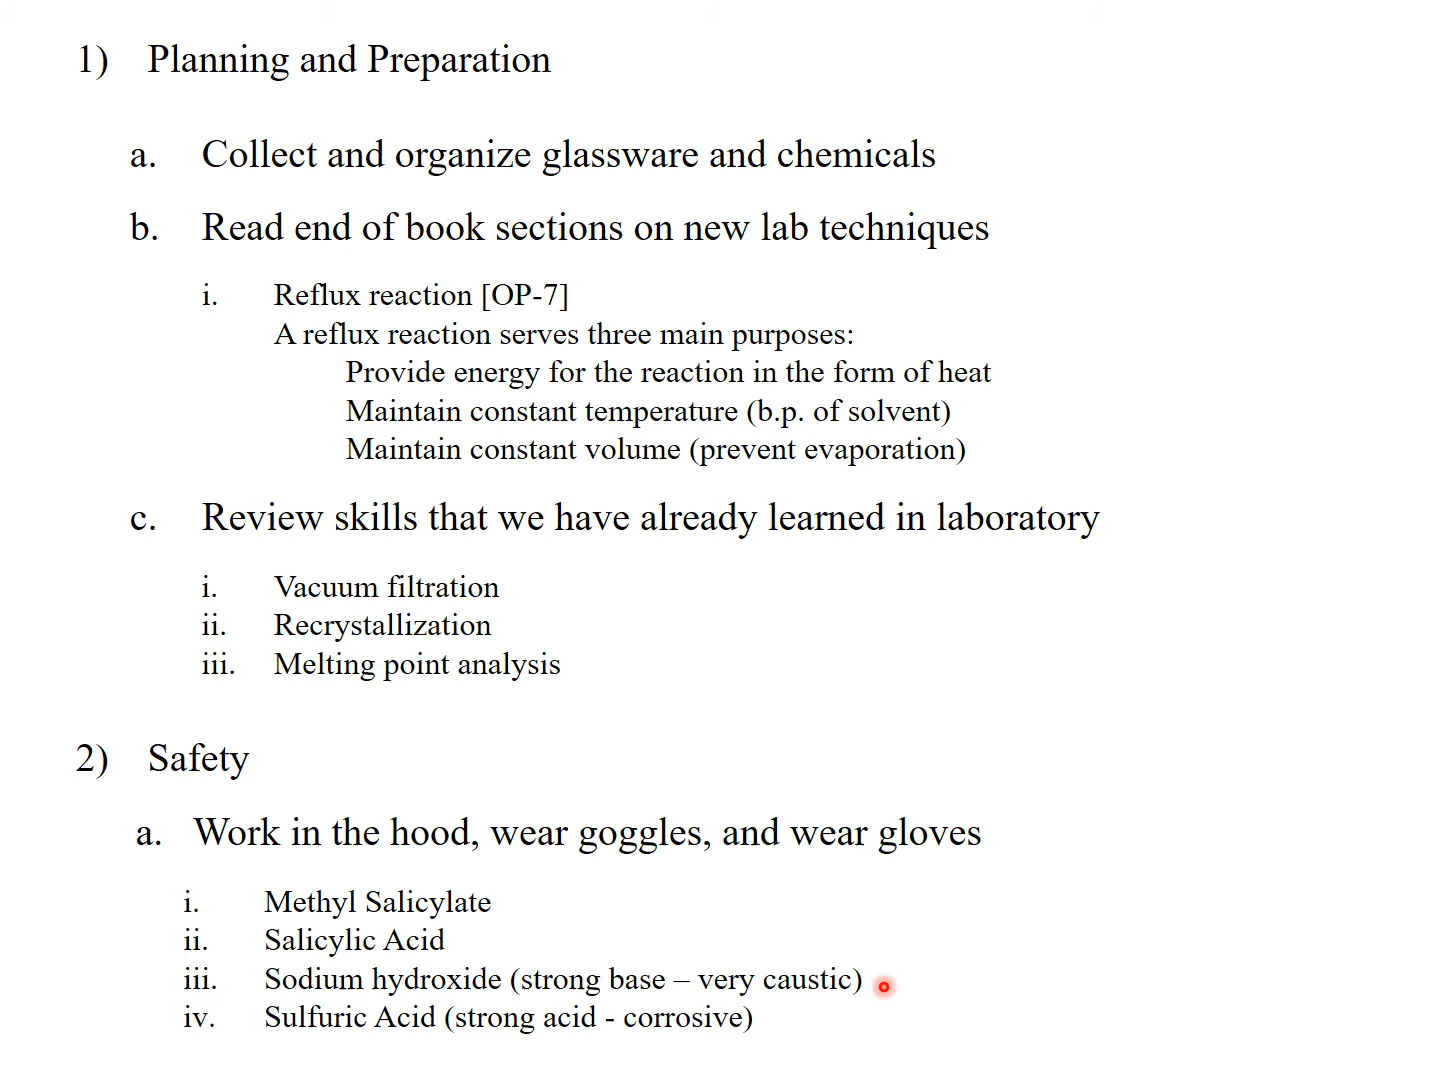 1) Planning and Preparation
a. Collect and organize glassware and chemicals
b. Read end of book sections on new lab techniques
i. Reflux reaction [OP-7]
A reflux reaction serves three main purposes:
Provide energy for the reaction in the form of heat
Maintain constant temperature (b.p. of solvent)
Maintain constant volume (prevent evaporation)
c. Review skills that we have already learned in laboratory
i. Vacuum filtration
ii. Recrystallization
iii. Melting point analysis
2) Safety
a. Work in the hood, wear goggles, and wear gloves
i. Methyl Salicylate
ii. Salicylic Acid
iii. Sodium hydroxide (strong base – very caustic)
iv. Sulfuric Acid (strong acid - corrosive)